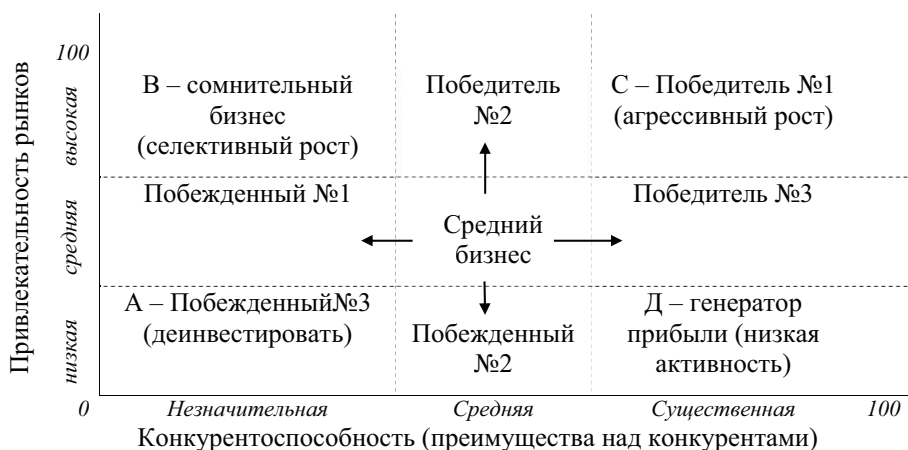 Привлекательность рынков
100
высокая
средняя
низкая
В – сомнительный
бизнес
(селективный рост)
Победитель
№2
С – Победитель №1
(агрессивный рост)
Побежденный №1
Средний
бизнес
Победитель №3
А – Побежденный№3
(деинвестировать)
Побежденный
№2
Д – генератор
прибыли (низкая
активность)
0
Незначительная
Средняя
Существенная
100
Конкурентоспособность (преимущества над конкурентами)